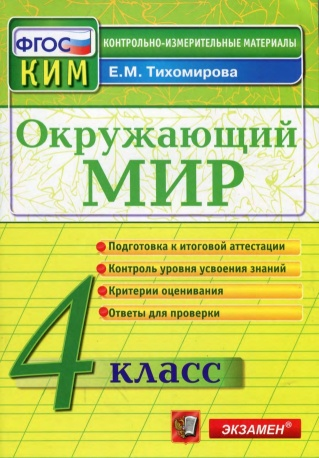 ФГОС
КИМ
КОНТРОЛЬНО-ИЗМЕРИТЕЛЬНЫЕ МАТЕРИАЛЫ
Е.М. Тихомирова
Окружающий
МИР
Подготовка к итоговой аттестации
Контроль уровня усвоения знаний
Критерии оценивания
Ответы для проверки
4 класс
ЭКЗАМЕН®